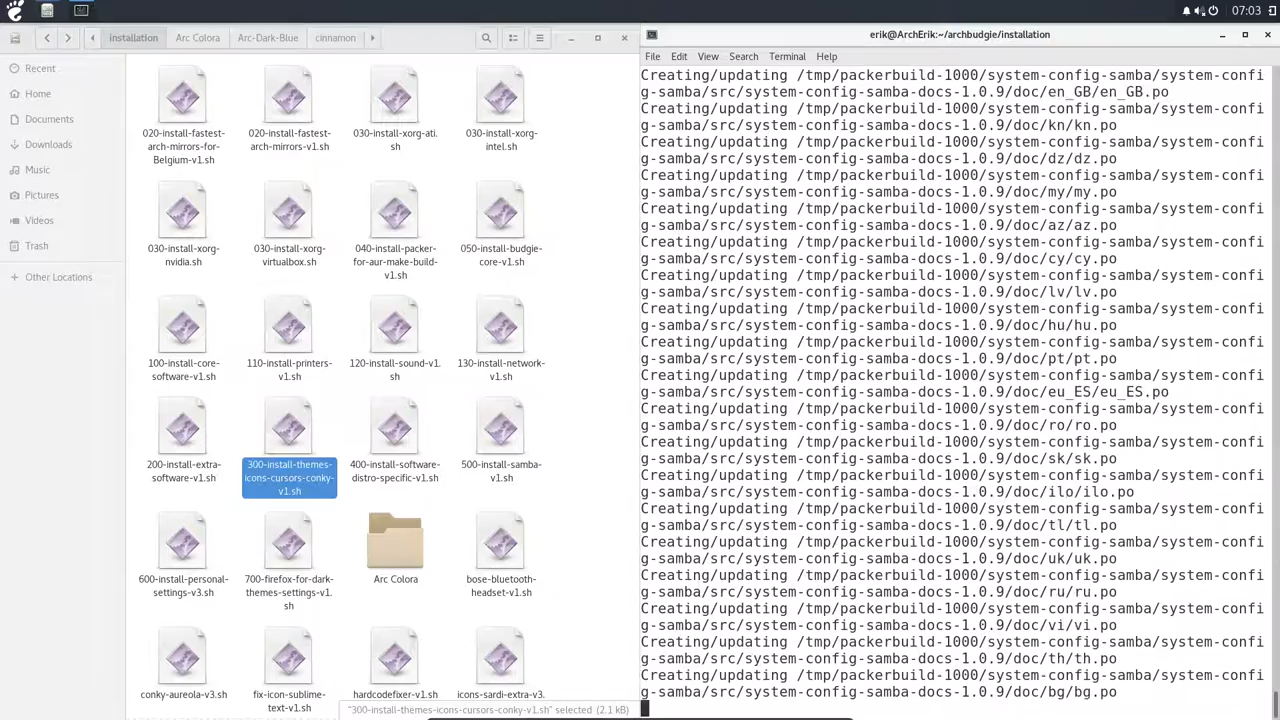 07:03
installation
Arc Colora
Arc-Dark-Blue
cinnamon
Recent
Home
Documents
Downloads
Music
Pictures
Videos
Trash
Other Locations
020-install-fastest-
arch-mirrors-for-
Belgium-v1.sh
020-install-fastest-
arch-mirrors-v1.sh
030-install-xorg-ati.
sh
030-install-xorg-
intel.sh
030-install-xorg-
nvidia.sh
030-install-xorg-
virtualbox.sh
040-install-packer-
for-aur-make-build-
v1.sh
050-install-budgie-
core-v1.sh
100-install-core-
software-v1.sh
110-install-printers-
v1.sh
120-install-sound-v1.
sh
130-install-network-
v1.sh
200-install-extra-
software-v1.sh
300-install-themes-
icons-cursors-conky-
v1.sh
400-install-software-
distro-specific-v1.sh
500-install-samba-
v1.sh
600-install-personal-
settings-v3.sh
700-firefox-for-dark-
themes-settings-v1.
sh
Arc Colora
bose-bluetooth-
headset-v1.sh
conky-aureola-v3.sh
fix-icon-sublime-
text-v1.sh
hardcodefixer-v1.sh
icons-sardi-extra-v3.
"300-install-themes-icons-cursors-conky-v1.sh" selected (2.1 kB)
erik@ArchErik:~/archbudgie/installation
File Edit View Search Terminal Help
Creating/updating /tmp/packerbuild-1000/system-config-samba/system-confi
g-samba/src/system-config-samba-docs-1.0.9/doc/en_GB/en_GB.po
Creating/updating /tmp/packerbuild-1000/system-config-samba/system-confi
g-samba/src/system-config-samba-docs-1.0.9/doc/kn/kn.po
Creating/updating /tmp/packerbuild-1000/system-config-samba/system-confi
g-samba/src/system-config-samba-docs-1.0.9/doc/dz/dz.po
Creating/updating /tmp/packerbuild-1000/system-config-samba/system-confi
g-samba/src/system-config-samba-docs-1.0.9/doc/my/my.po
Creating/updating /tmp/packerbuild-1000/system-config-samba/system-confi
g-samba/src/system-config-samba-docs-1.0.9/doc/az/az.po
Creating/updating /tmp/packerbuild-1000/system-config-samba/system-confi
g-samba/src/system-config-samba-docs-1.0.9/doc/cy/cy.po
Creating/updating /tmp/packerbuild-1000/system-config-samba/system-confi
g-samba/src/system-config-samba-docs-1.0.9/doc/lv/lv.po
Creating/updating /tmp/packerbuild-1000/system-config-samba/system-confi
g-samba/src/system-config-samba-docs-1.0.9/doc/hu/hu.po
Creating/updating /tmp/packerbuild-1000/system-config-samba/system-confi
g-samba/src/system-config-samba-docs-1.0.9/doc/pt/pt.po
Creating/updating /tmp/packerbuild-1000/system-config-samba/system-confi
g-samba/src/system-config-samba-docs-1.0.9/doc/eu_ES/eu_ES.po
Creating/updating /tmp/packerbuild-1000/system-config-samba/system-confi
g-samba/src/system-config-samba-docs-1.0.9/doc/ro/ro.po
Creating/updating /tmp/packerbuild-1000/system-config-samba/system-confi
g-samba/src/system-config-samba-docs-1.0.9/doc/sk/sk.po
Creating/updating /tmp/packerbuild-1000/system-config-samba/system-confi
g-samba/src/system-config-samba-docs-1.0.9/doc/ilo/ilo.po
Creating/updating /tmp/packerbuild-1000/system-config-samba/system-confi
g-samba/src/system-config-samba-docs-1.0.9/doc/tl/tl.po
Creating/updating /tmp/packerbuild-1000/system-config-samba/system-confi
g-samba/src/system-config-samba-docs-1.0.9/doc/uk/uk.po
Creating/updating /tmp/packerbuild-1000/system-config-samba/system-confi
g-samba/src/system-config-samba-docs-1.0.9/doc/ru/ru.po
Creating/updating /tmp/packerbuild-1000/system-config-samba/system-confi
g-samba/src/system-config-samba-docs-1.0.9/doc/vi/vi.po
Creating/updating /tmp/packerbuild-1000/system-config-samba/system-confi
g-samba/src/system-config-samba-docs-1.0.9/doc/th/th.po
Creating/updating /tmp/packerbuild-1000/system-config-samba/system-confi
g-samba/src/system-config-samba-docs-1.0.9/doc/bg/bg.po